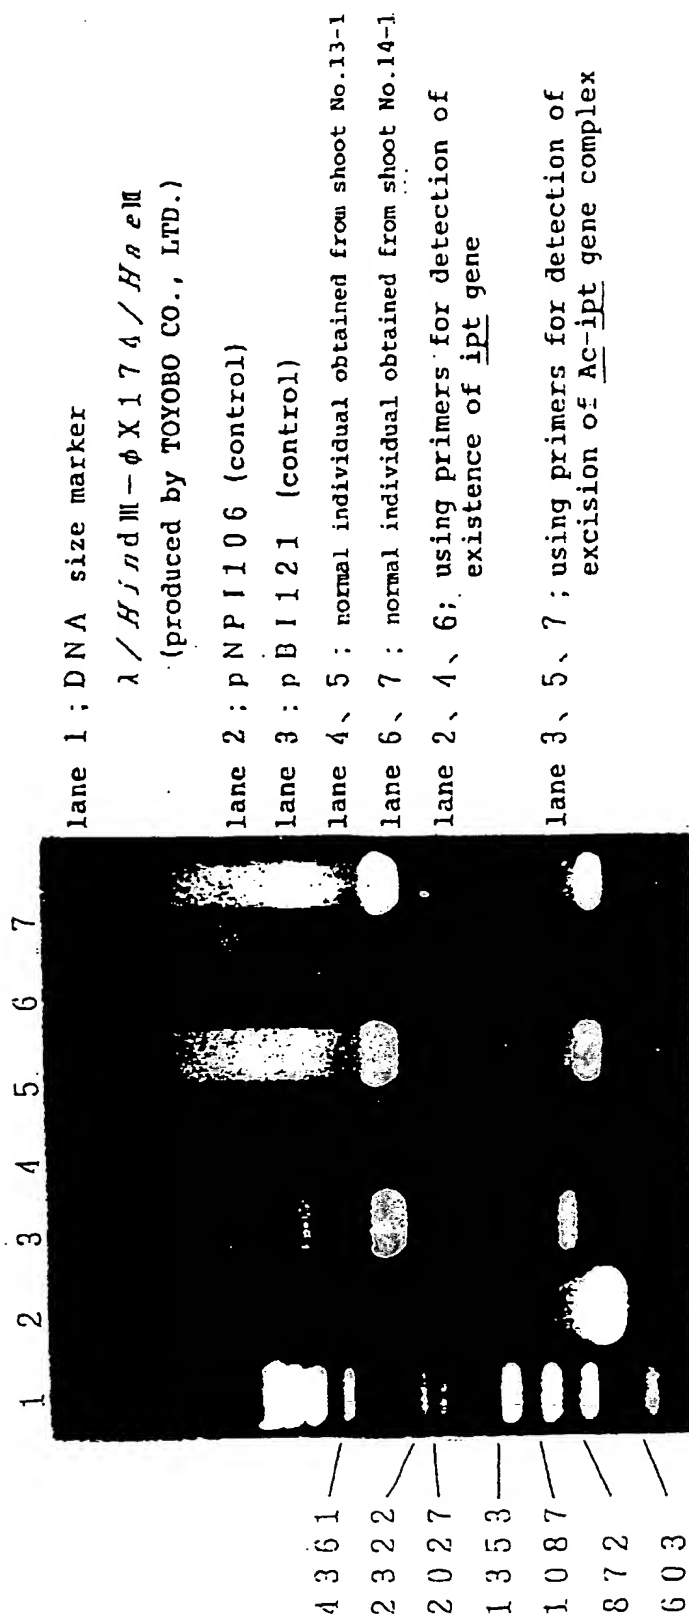 1 2 3 4 5 6 7
4361
2322
2027
1353
1087
872
603
lane 1 ; DNA size marker
λ/HindⅢ−φX174/HaeⅢ
(produced by TOYOBO CO., LTD.)
lane 2 ; pNPI106 (control)
lane 3 ; pBI121 (control)
lane 4、5 ; normal individual obtained from shoot No.13-1
lane 6、7 ; normal individual obtained from shoot No.14-1
lane 2、4、6; using primers for detection of
existence of ipt gene
lane 3、5、7 ; using primers for detection of
excision of Ac-ipt gene complex